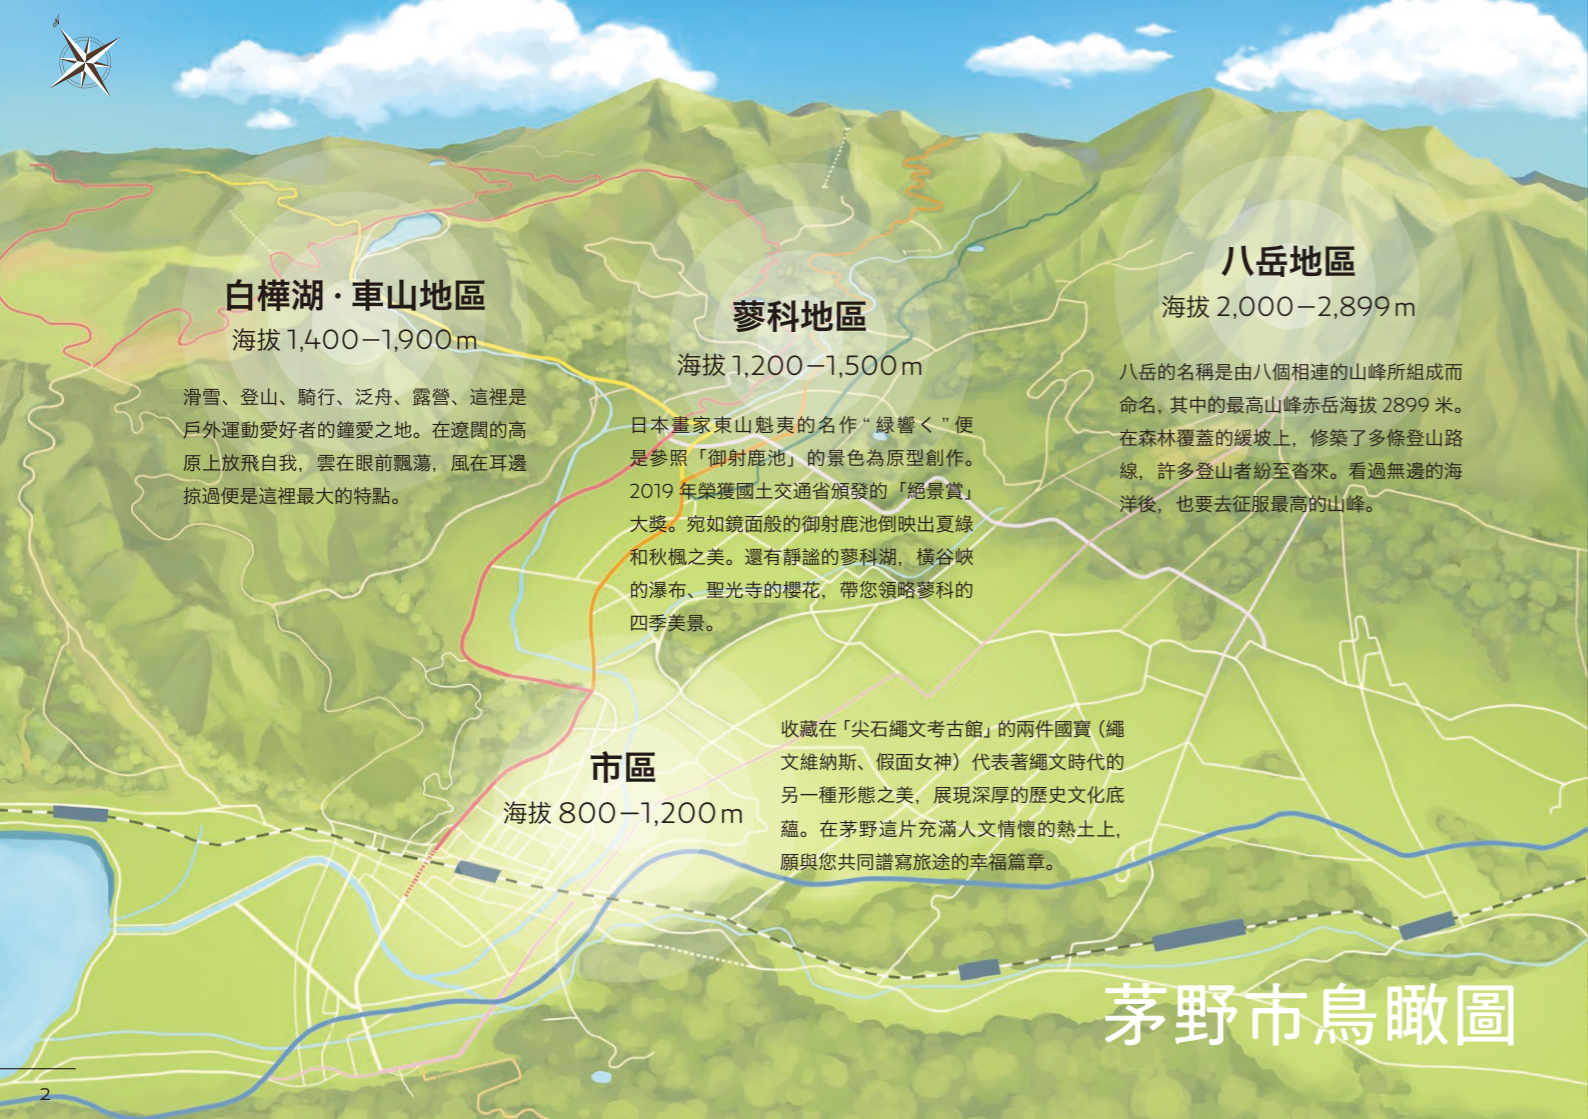 N
白樺湖・車山地區
海拔 1,400－1,900m
滑雪、登山、騎行、泛舟、露營、這裡是
戶外運動愛好者的鐘愛之地。在遼闊的高
原上放飛自我，雲在眼前飄蕩，風在耳邊
掠過便是這裡最大的特點。
蓼科地區
海拔 1,200－1,500m
日本畫家東山魁夷的名作“緑響く”便
是參照「御射鹿池」的景色為原型創作。
2019 年榮獲國土交通省頒發的「絕景賞」
大獎。宛如鏡面般的御射鹿池倒映出夏綠
和秋楓之美。還有靜謐的蓼科湖，橫谷峽
的瀑布、聖光寺的櫻花，帶您領略蓼科的
四季美景。
八岳地區
海拔 2,000－2,899m
八岳的名稱是由八個相連的山峰所組成而
命名，其中的最高山峰赤岳海拔 2899 米。
在森林覆蓋的緩坡上，修築了多條登山路
線，許多登山者紛至沓來。看過無邊的海
洋後，也要去征服最高的山峰。
市區
海拔 800－1,200m
收藏在「尖石繩文考古館」的兩件國寶（繩
文維納斯、假面女神）代表著繩文時代的
另一種形態之美，展現深厚的歷史文化底
蘊。在茅野這片充滿人文情懷的熱土上，
願與您共同譜寫旅途的幸福篇章。
茅野市鳥瞰圖
2